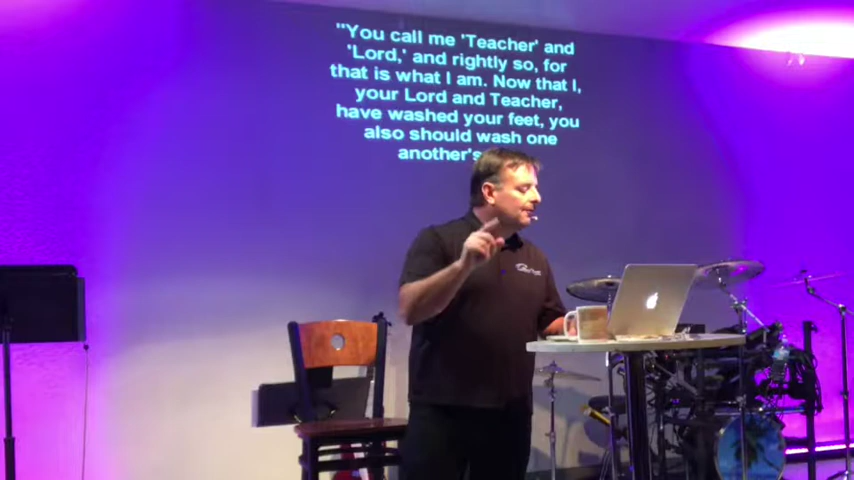 "You call me 'Teacher' and
'Lord,' and rightly so, for
that is what I am. Now that I,
your Lord and Teacher,
have washed your feet, you
also should wash one
another's